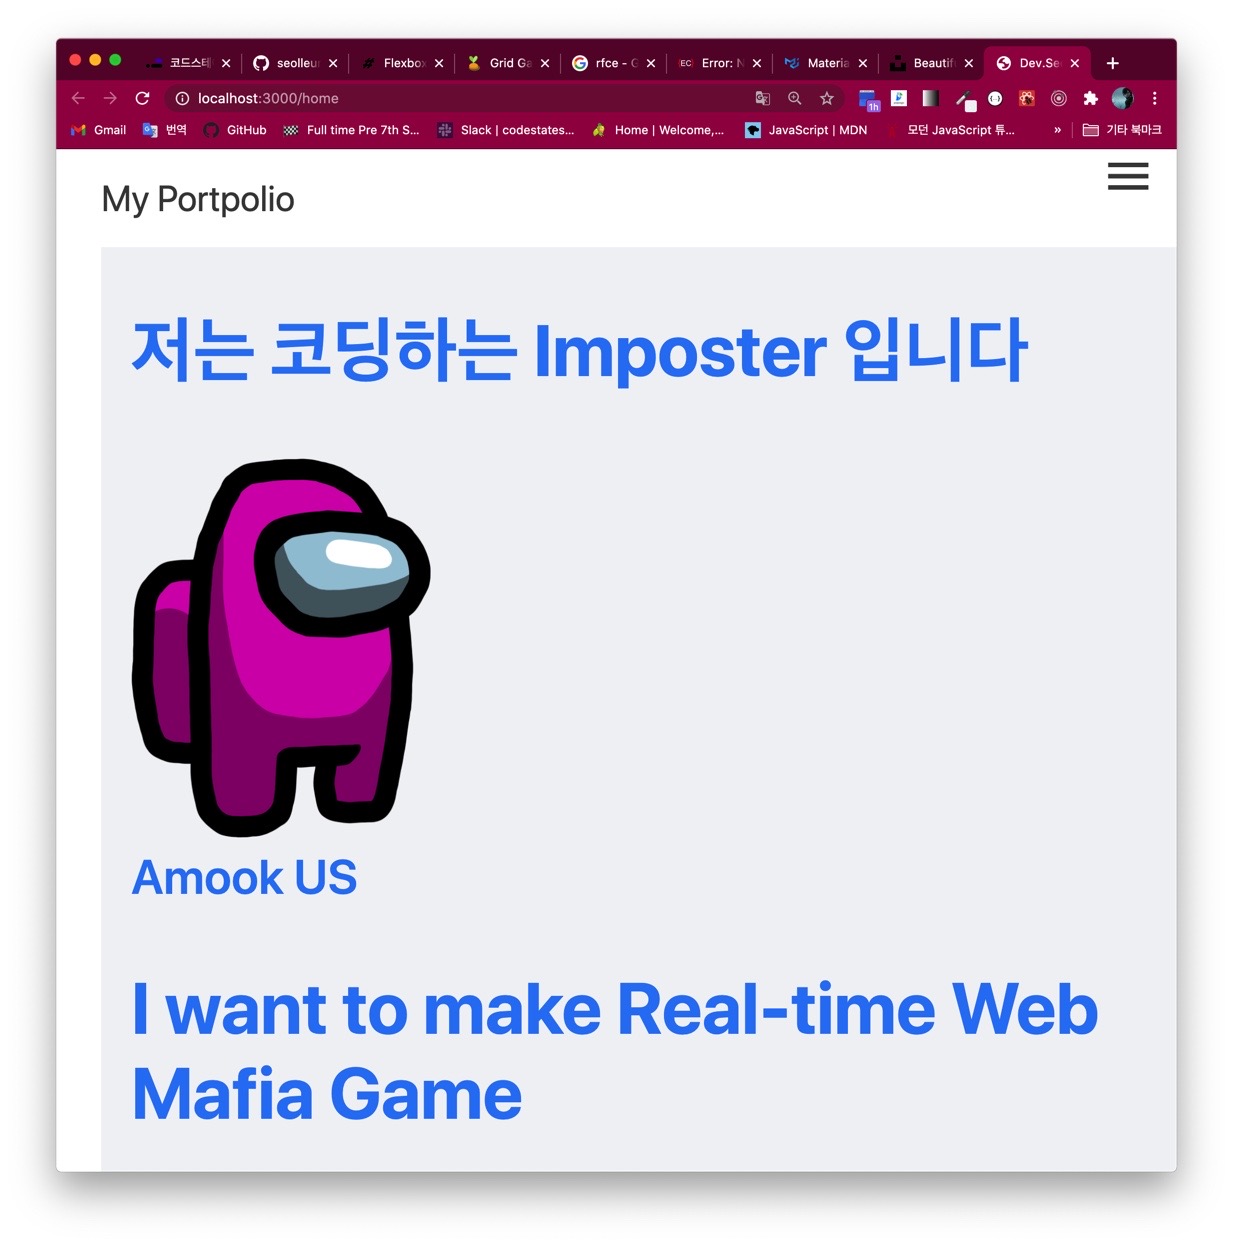 코드스테
seolleur
Flexbox
Grid Ga
rfce - G
EC Error: N
Materia
Beautifu
Dev.Se
localhost:3000/home
1h
Gmail 번역 GitHub Full time Pre 7th S... Slack | codestates... Home | Welcome,... JavaScript | MDN 모던 JavaScript 튜... » 기타 북마크
My Portpolio
저는 코딩하는 Imposter 입니다
Amook US
I want to make Real-time Web
Mafia Game